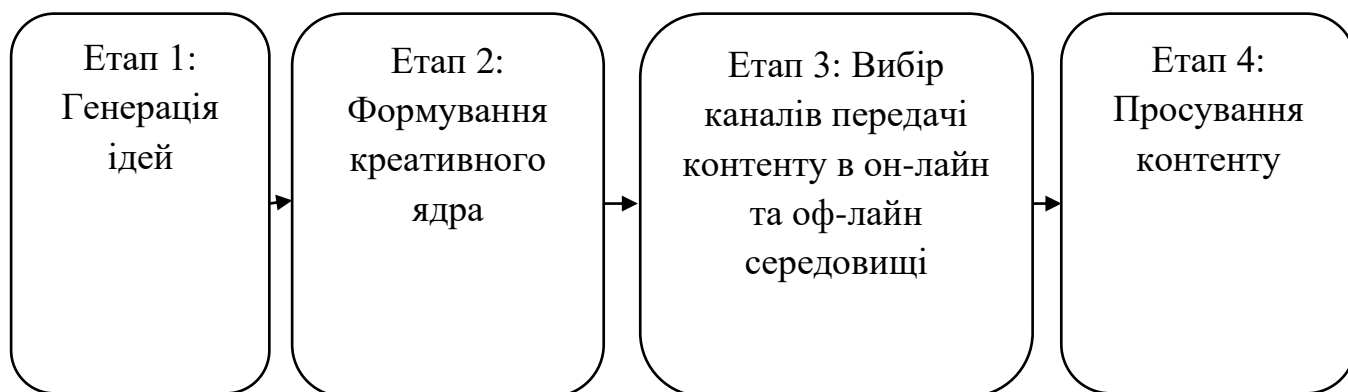 Етап 1:
Генерація
ідей
Етап 2:
Формування
креативного
ядра
Етап 3: Вибір
каналів передачі
контенту в он-лайн
та оф-лайн
середовищі
Етап 4:
Просування
контенту